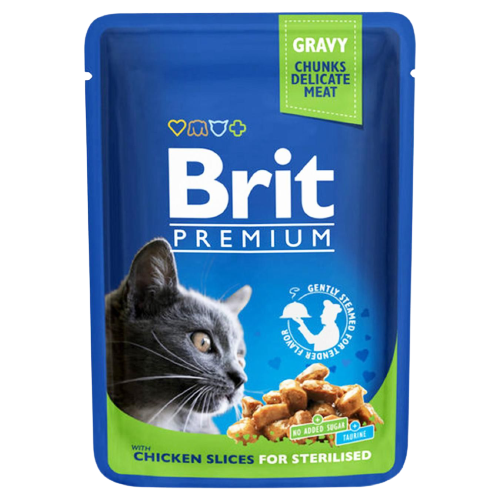 GRAVY
CHUNKS
DELICATE
MEAT
Brit
PREMIUM
GENTLY STEAMED
FOR TENDER FLAVOR
NO ADDED SUGAR
TAURINE
WITH
CHICKEN SLICES FOR STERILISED